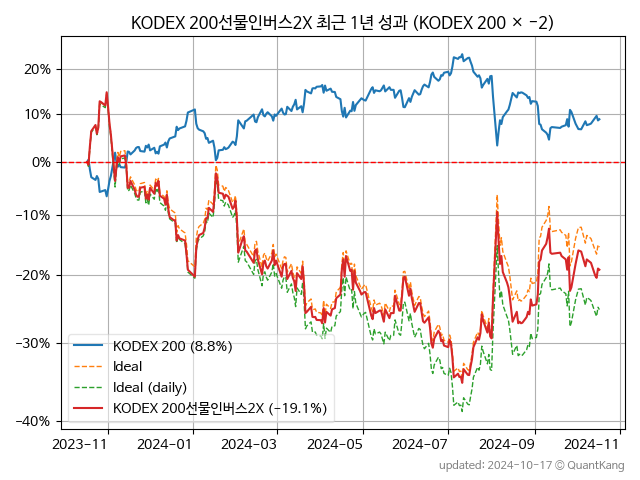 KODEX 200선물인버스2X 최근 1년 성과 (KODEX 200 × −2)
20%
10%
0%
−10%
−20%
−30%
−40%
KODEX 200 (8.8%)
Ideal
Ideal (daily)
KODEX 200선물인버스2X (−19.1%)
2023−11 2024−01 2024−03 2024−05 2024−07 2024−09 2024−11
updated: 2024-10-17 © QuantKang